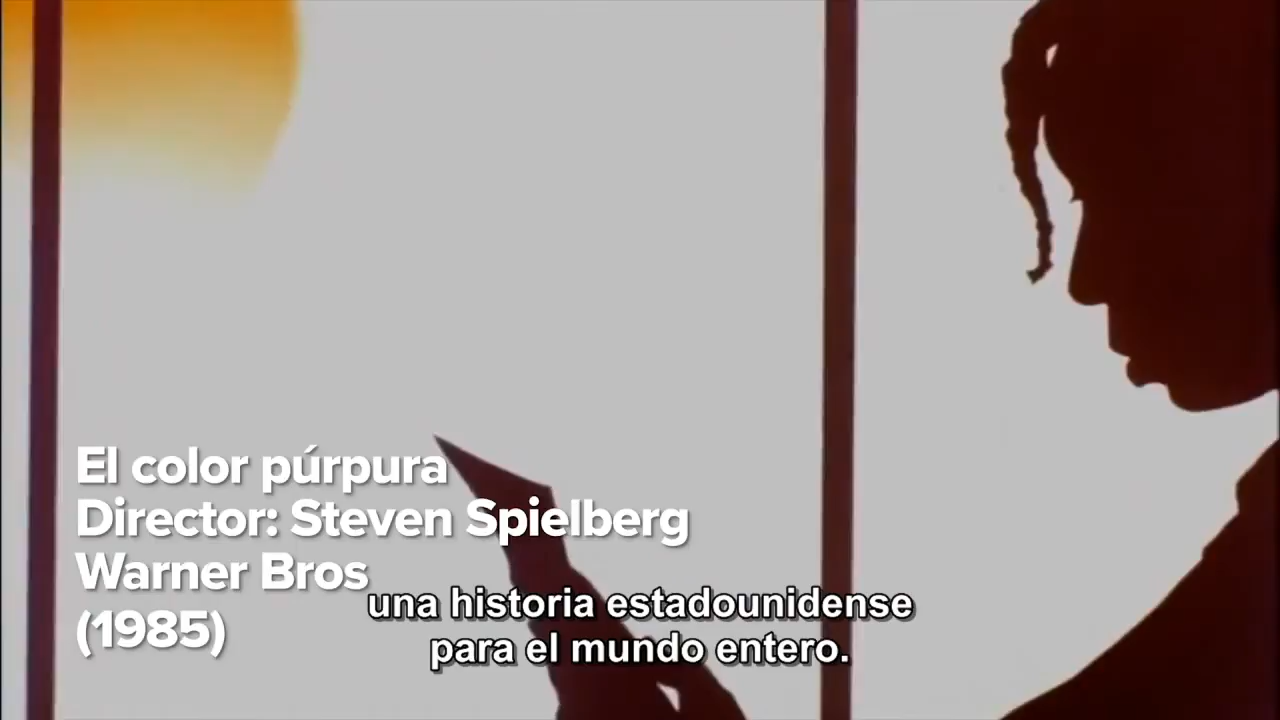 El color púrpura
Director: Steven Spielberg
Warner Bros
(1985)
una historia estadounidense
para el mundo entero.